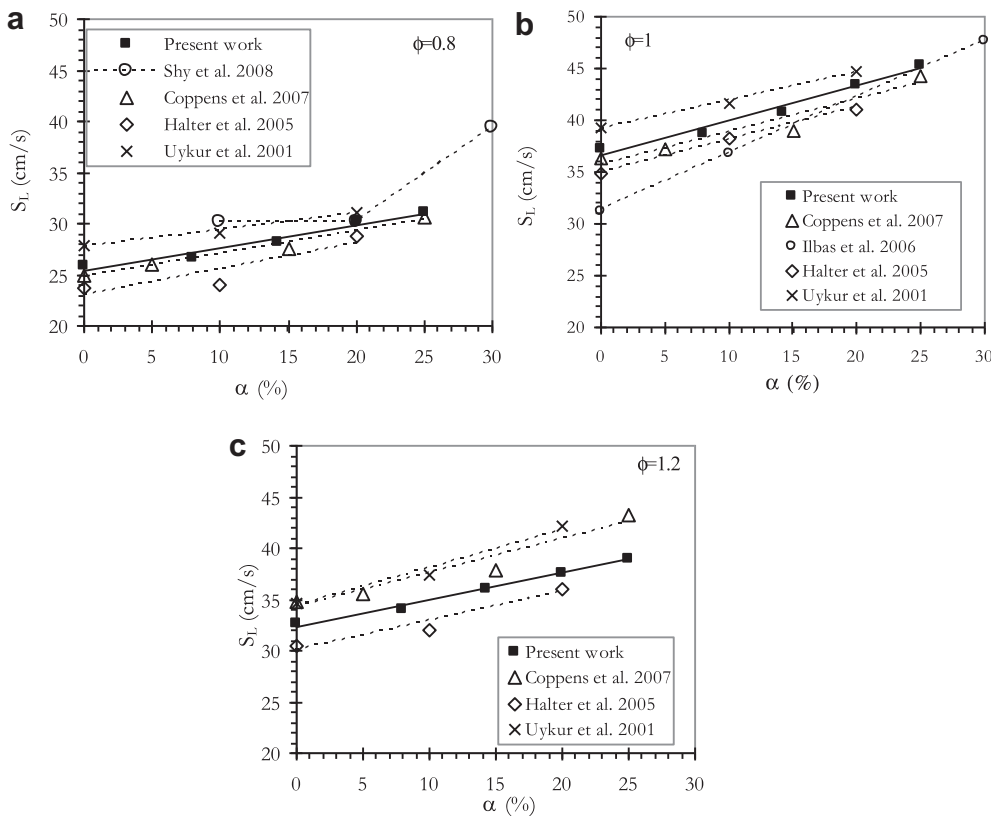 a
50
45
40
35
30
25
20
S_L (cm/s)
ϕ=0.8
Present work
Shy et al. 2008
Coppens et al. 2007
Halter et al. 2005
Uykur et al. 2001
0 5 10 15 20 25 30
α (%)
b
50
45
40
35
30
25
20
S_L (cm/s)
ϕ=1
Present work
Coppens et al. 2007
Ilbas et al. 2006
Halter et al. 2005
Uykur et al. 2001
0 5 10 15 20 25 30
α (%)
c
50
45
40
35
30
25
20
S_L (cm/s)
ϕ=1.2
Present work
Coppens et al. 2007
Halter et al. 2005
Uykur et al. 2001
0 5 10 15 20 25 30
α (%)